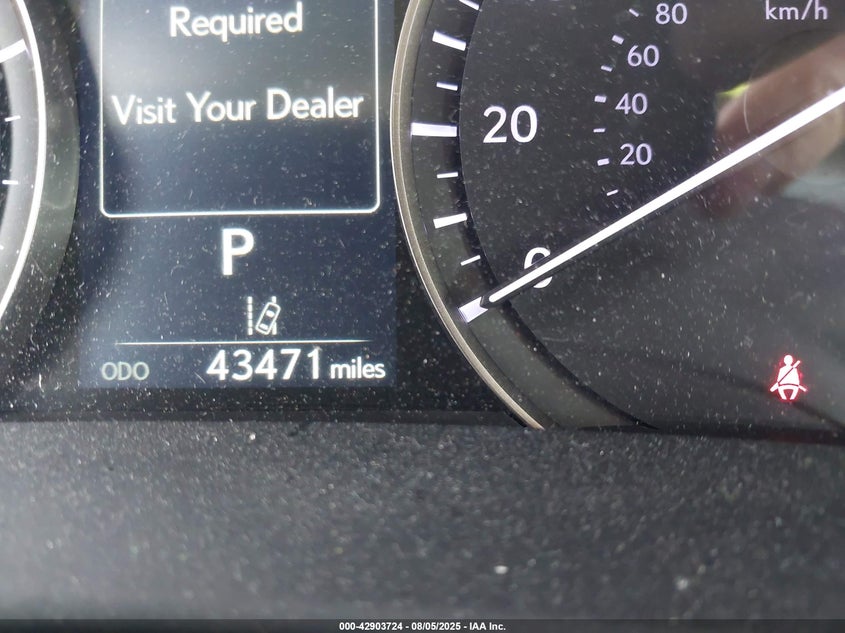 Required
Visit Your Dealer
P
ODO 43471 miles
80 km/h
60
40
20 20
0
000-42903724 - 08/05/2025 - IAA Inc.